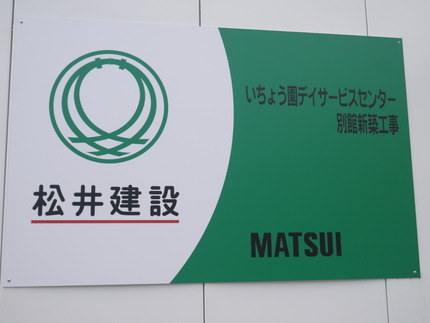 松井建設
いちょう園デイサービスセンター
別館新築工事
MATSUI